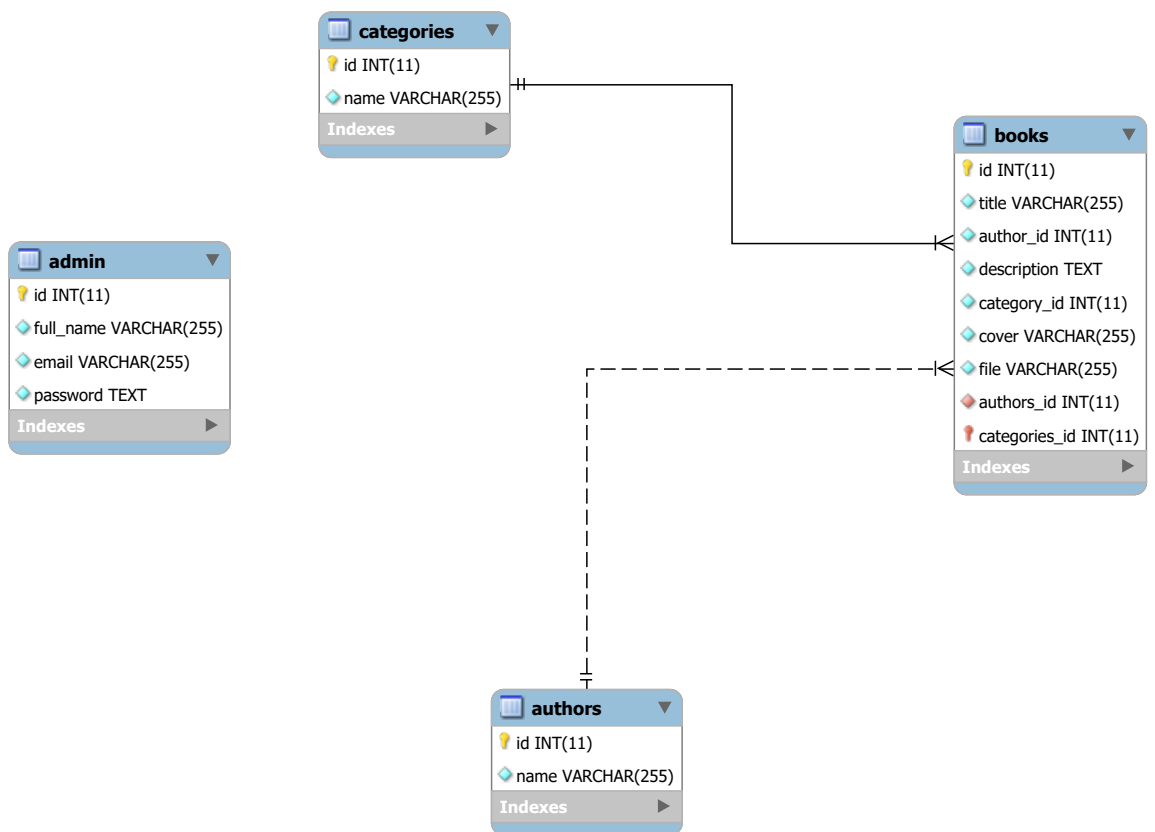 categories
id INT(11)
name VARCHAR(255)
Indexes
books
id INT(11)
title VARCHAR(255)
author_id INT(11)
description TEXT
category_id INT(11)
cover VARCHAR(255)
file VARCHAR(255)
authors_id INT(11)
categories_id INT(11)
Indexes
admin
id INT(11)
full_name VARCHAR(255)
email VARCHAR(255)
password TEXT
Indexes
authors
id INT(11)
name VARCHAR(255)
Indexes